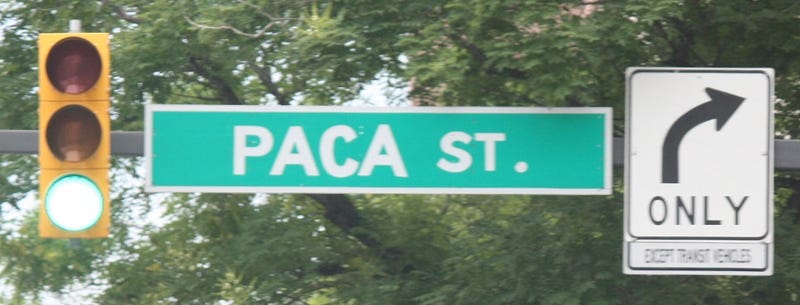 PACA ST.
ONLY
EXCEPT TRANSIT VEHICLES